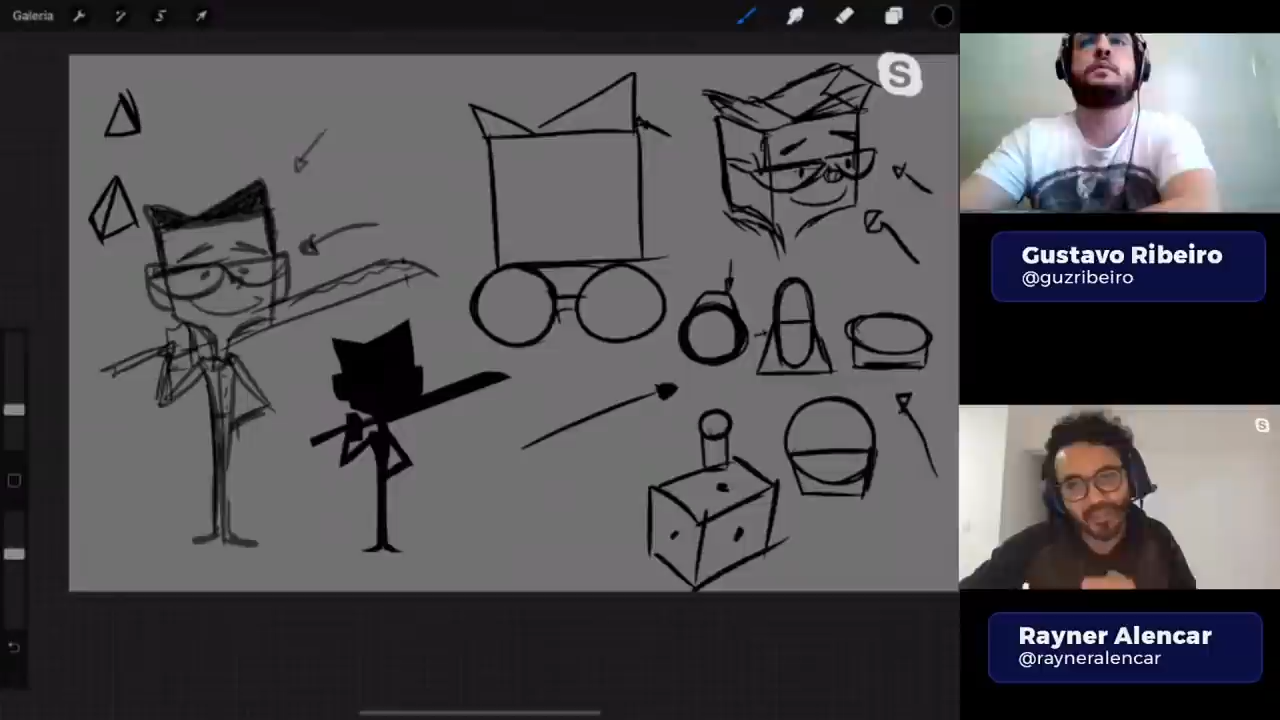 Galeria
S
Gustavo Ribeiro
@guzribeiro
S
Rayner Alencar
@rayneralencar